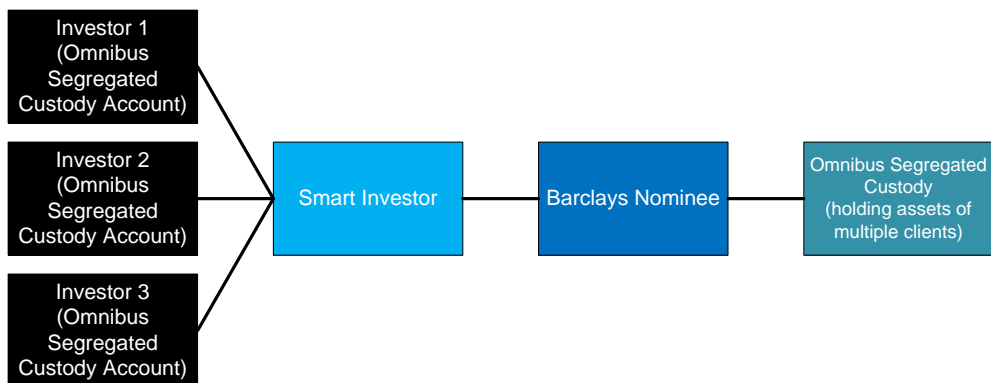 Investor 1
(Omnibus
Segregated
Custody Account)
Investor 2
(Omnibus
Segregated
Custody Account)
Investor 3
(Omnibus
Segregated
Custody Account)
Smart Investor
Barclays Nominee
Omnibus Segregated
Custody
(holding assets of
multiple clients)